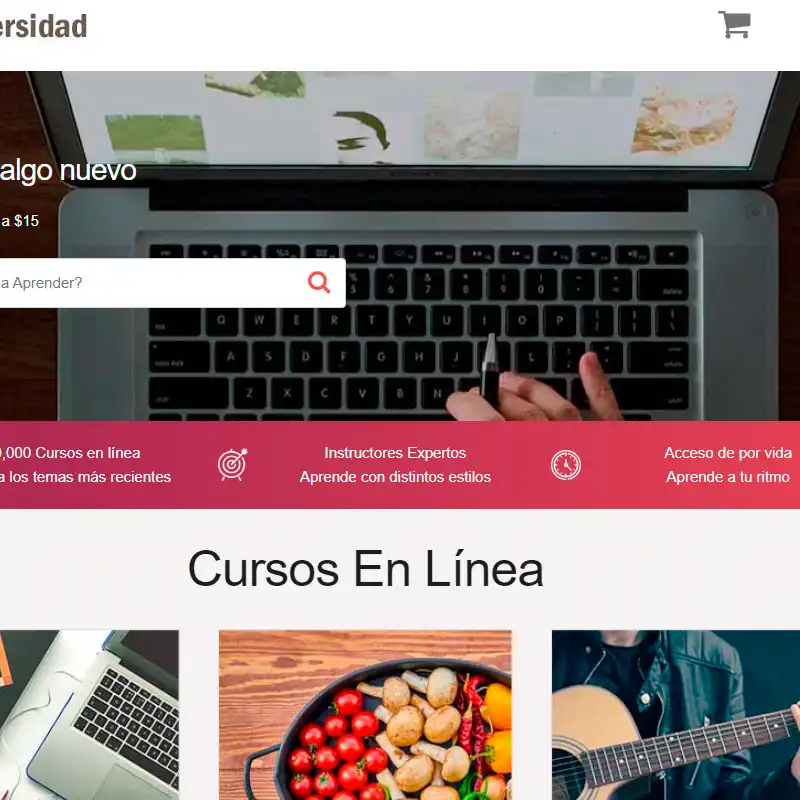 ersidad
algo nuevo
a $15
a Aprender?
,000 Cursos en línea
a los temas más recientes
Instructores Expertos
Aprende con distintos estilos
Acceso de por vida
Aprende a tu ritmo
Cursos En Línea